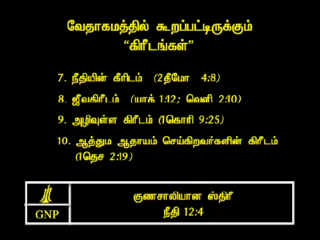 வேதாகமத்தில் கூறப்பட்டிருக்கும்
“கிரீடங்கள்”
7. நீதியின் கீரிடம் (2தீமோ 4:8)
8. ஜீவகிரீடம் (யாக் 1:12; வெளி 2:10)
9. அழிவுள்ள கிரீடம் (1கொரி 9:25)
10. ஆத்தும ஆதாயம் செய்கிறவர்களின் கிரீடம்
(1தெச 2:19)
குணசாலியான ஸ்திரீ
நீதி 12:4
GNP